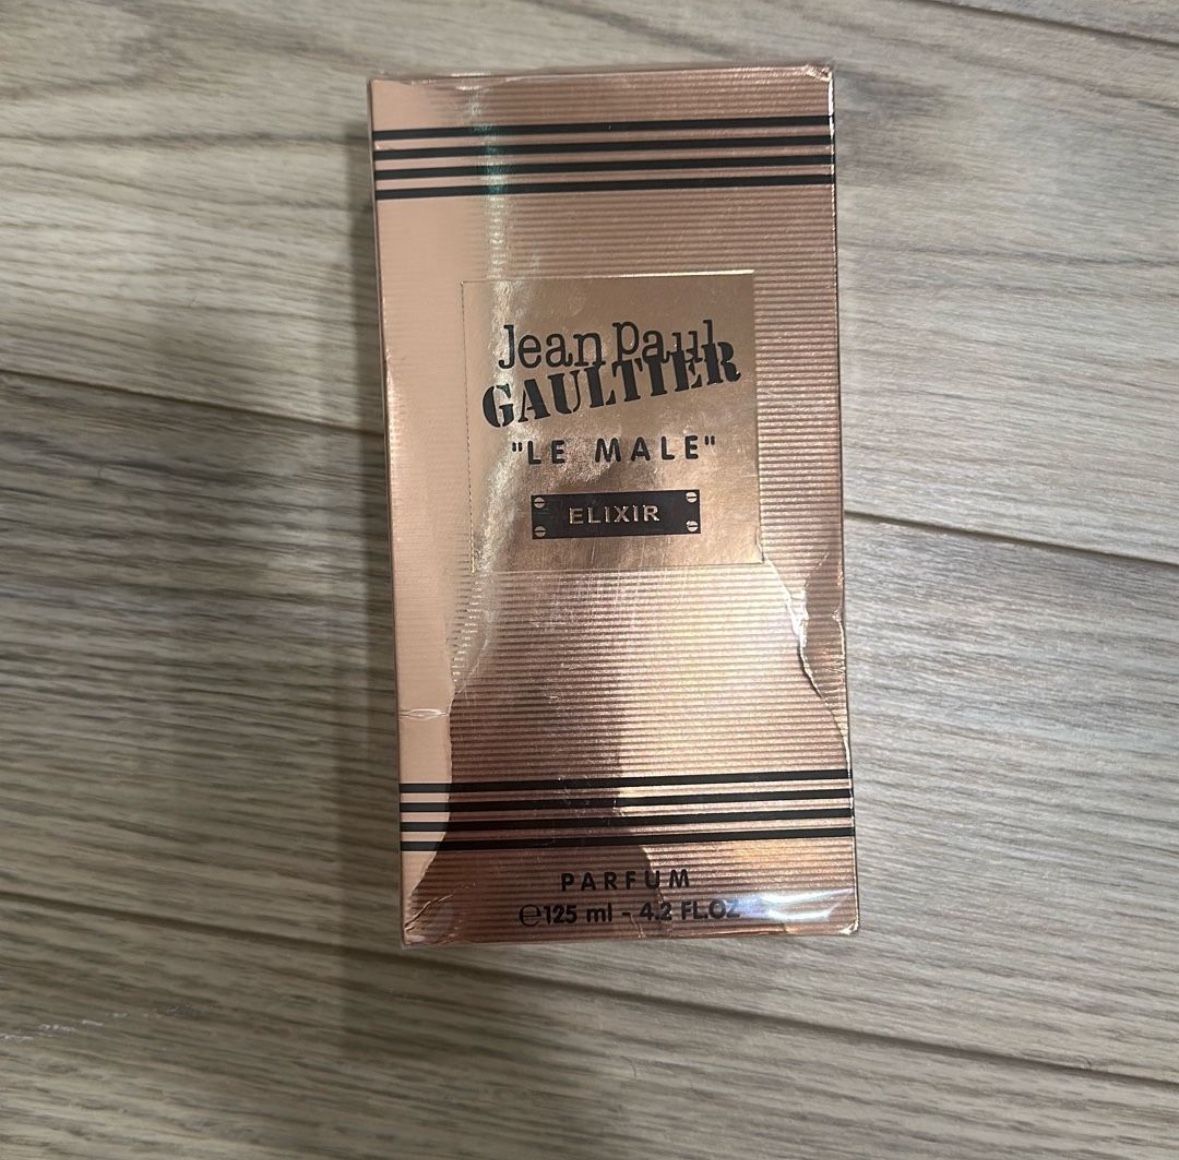 Jean Paul
GAULTIER
"LE MALE"
ELIXIR
PARFUM
℮125 ml - 4.2 FL.OZ